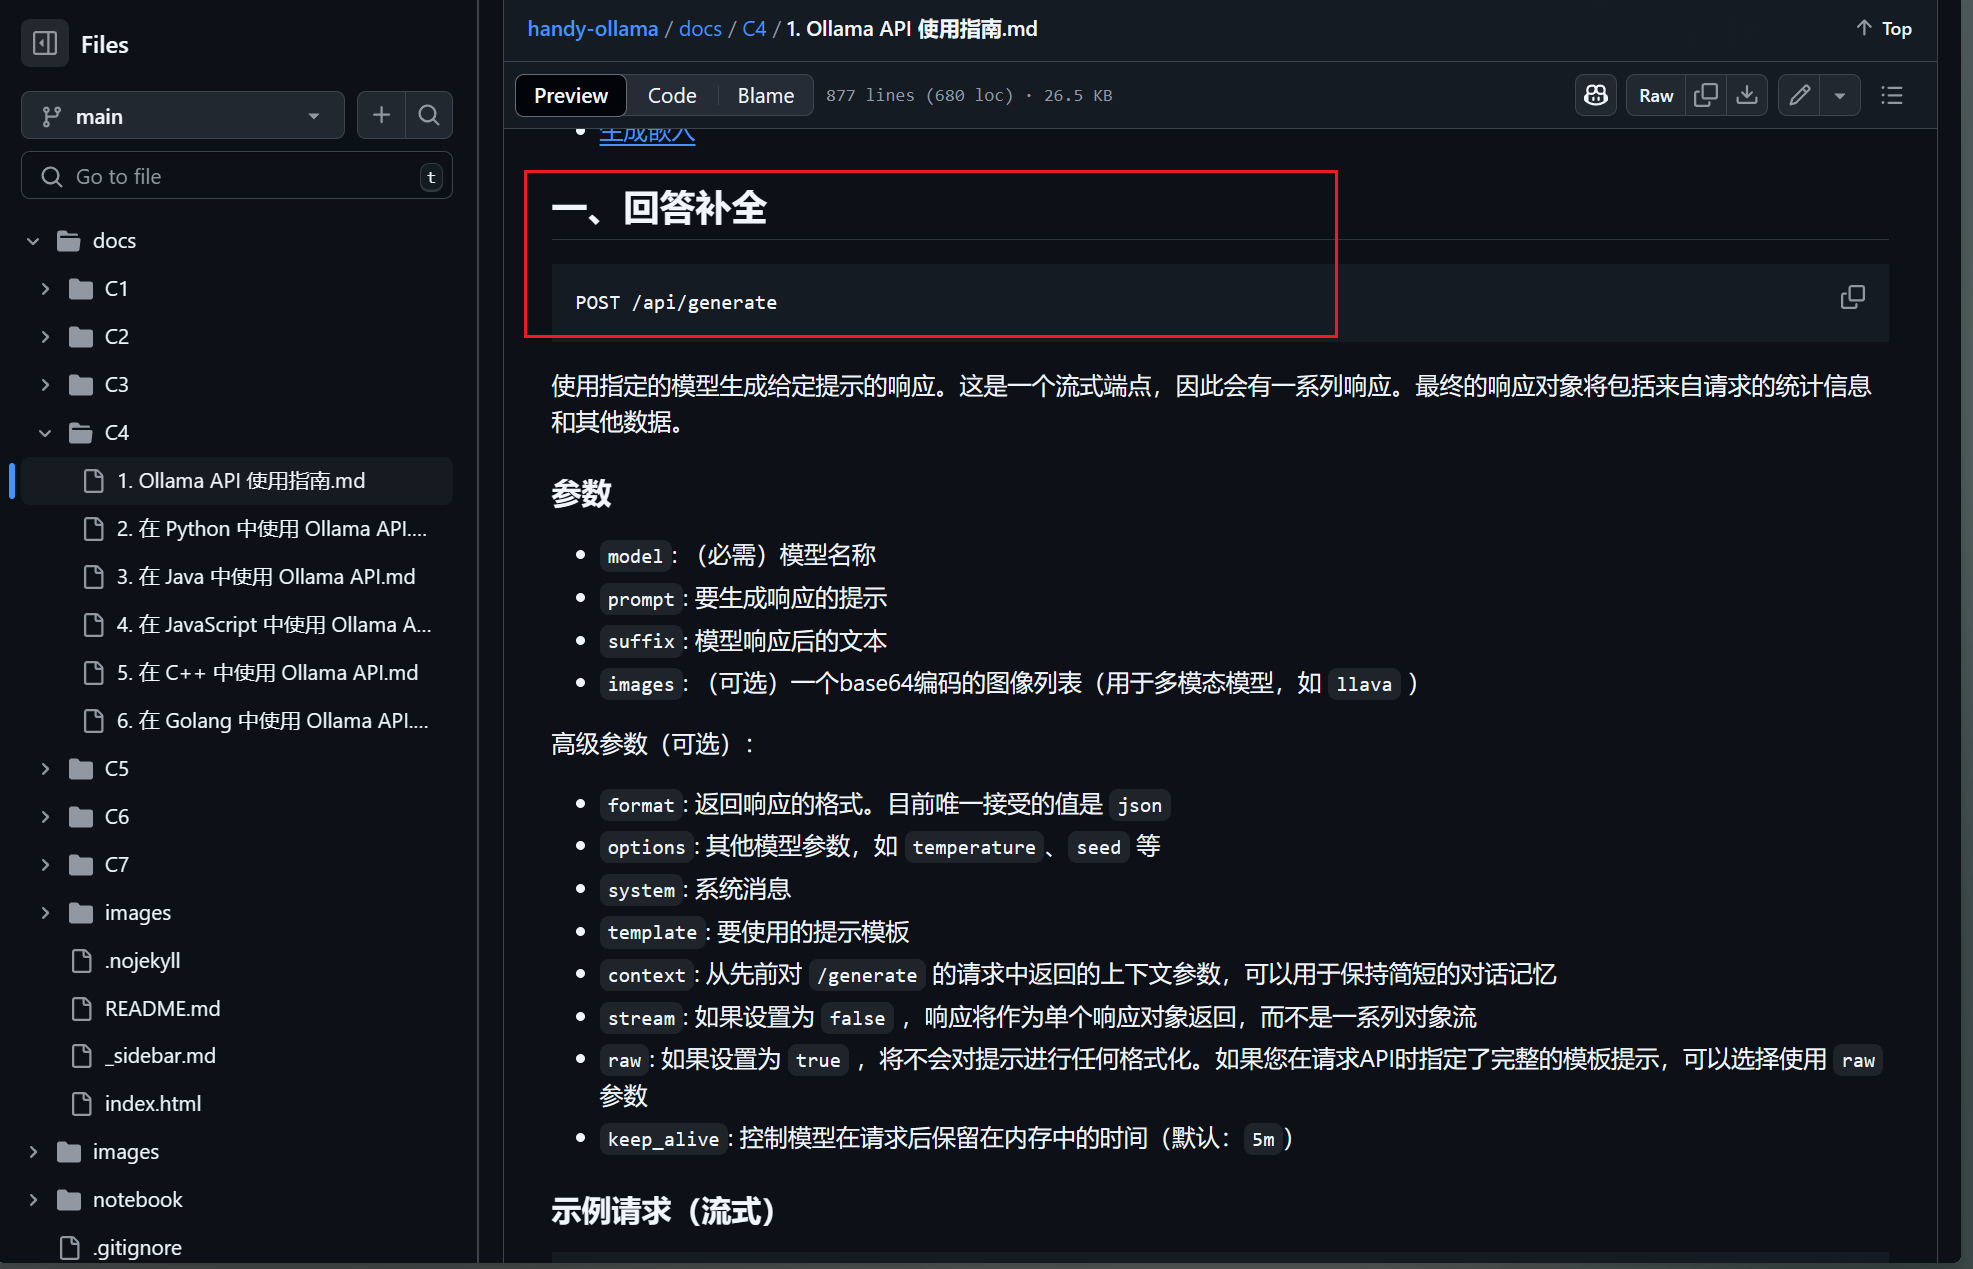 Files
main
Go to file
t
docs
C1
C2
C3
C4
1. Ollama API 使用指南.md
2. 在 Python 中使用 Ollama API....
3. 在 Java 中使用 Ollama API.md
4. 在 JavaScript 中使用 Ollama A...
5. 在 C++ 中使用 Ollama API.md
6. 在 Golang 中使用 Ollama API....
C5
C6
C7
images
.nojekyll
README.md
_sidebar.md
index.html
images
notebook
.gitignore
handy-ollama / docs / C4 / 1. Ollama API 使用指南.md
Top
Preview
Code
Blame
877 lines (680 loc) · 26.5 KB
Raw
生成嵌入
一、回答补全
POST /api/generate
使用指定的模型生成给定提示的响应。这是一个流式端点，因此会有一系列响应。最终的响应对象将包括来自请求的统计信息
和其他数据。
参数
model: （必需）模型名称
prompt: 要生成响应的提示
suffix: 模型响应后的文本
images: （可选）一个base64编码的图像列表（用于多模态模型，如 llava ）
高级参数（可选）:
format: 返回响应的格式。目前唯一接受的值是 json
options: 其他模型参数，如 temperature、seed 等
system: 系统消息
template: 要使用的提示模板
context: 从先前对 /generate 的请求中返回的上下文参数，可以用于保持简短的对话记忆
stream: 如果设置为 false ，响应将作为单个响应对象返回，而不是一系列对象流
raw: 如果设置为 true ，将不会对提示进行任何格式化。如果您在请求API时指定了完整的模板提示，可以选择使用 raw
参数
keep_alive: 控制模型在请求后保留在内存中的时间（默认：5m）
示例请求（流式）